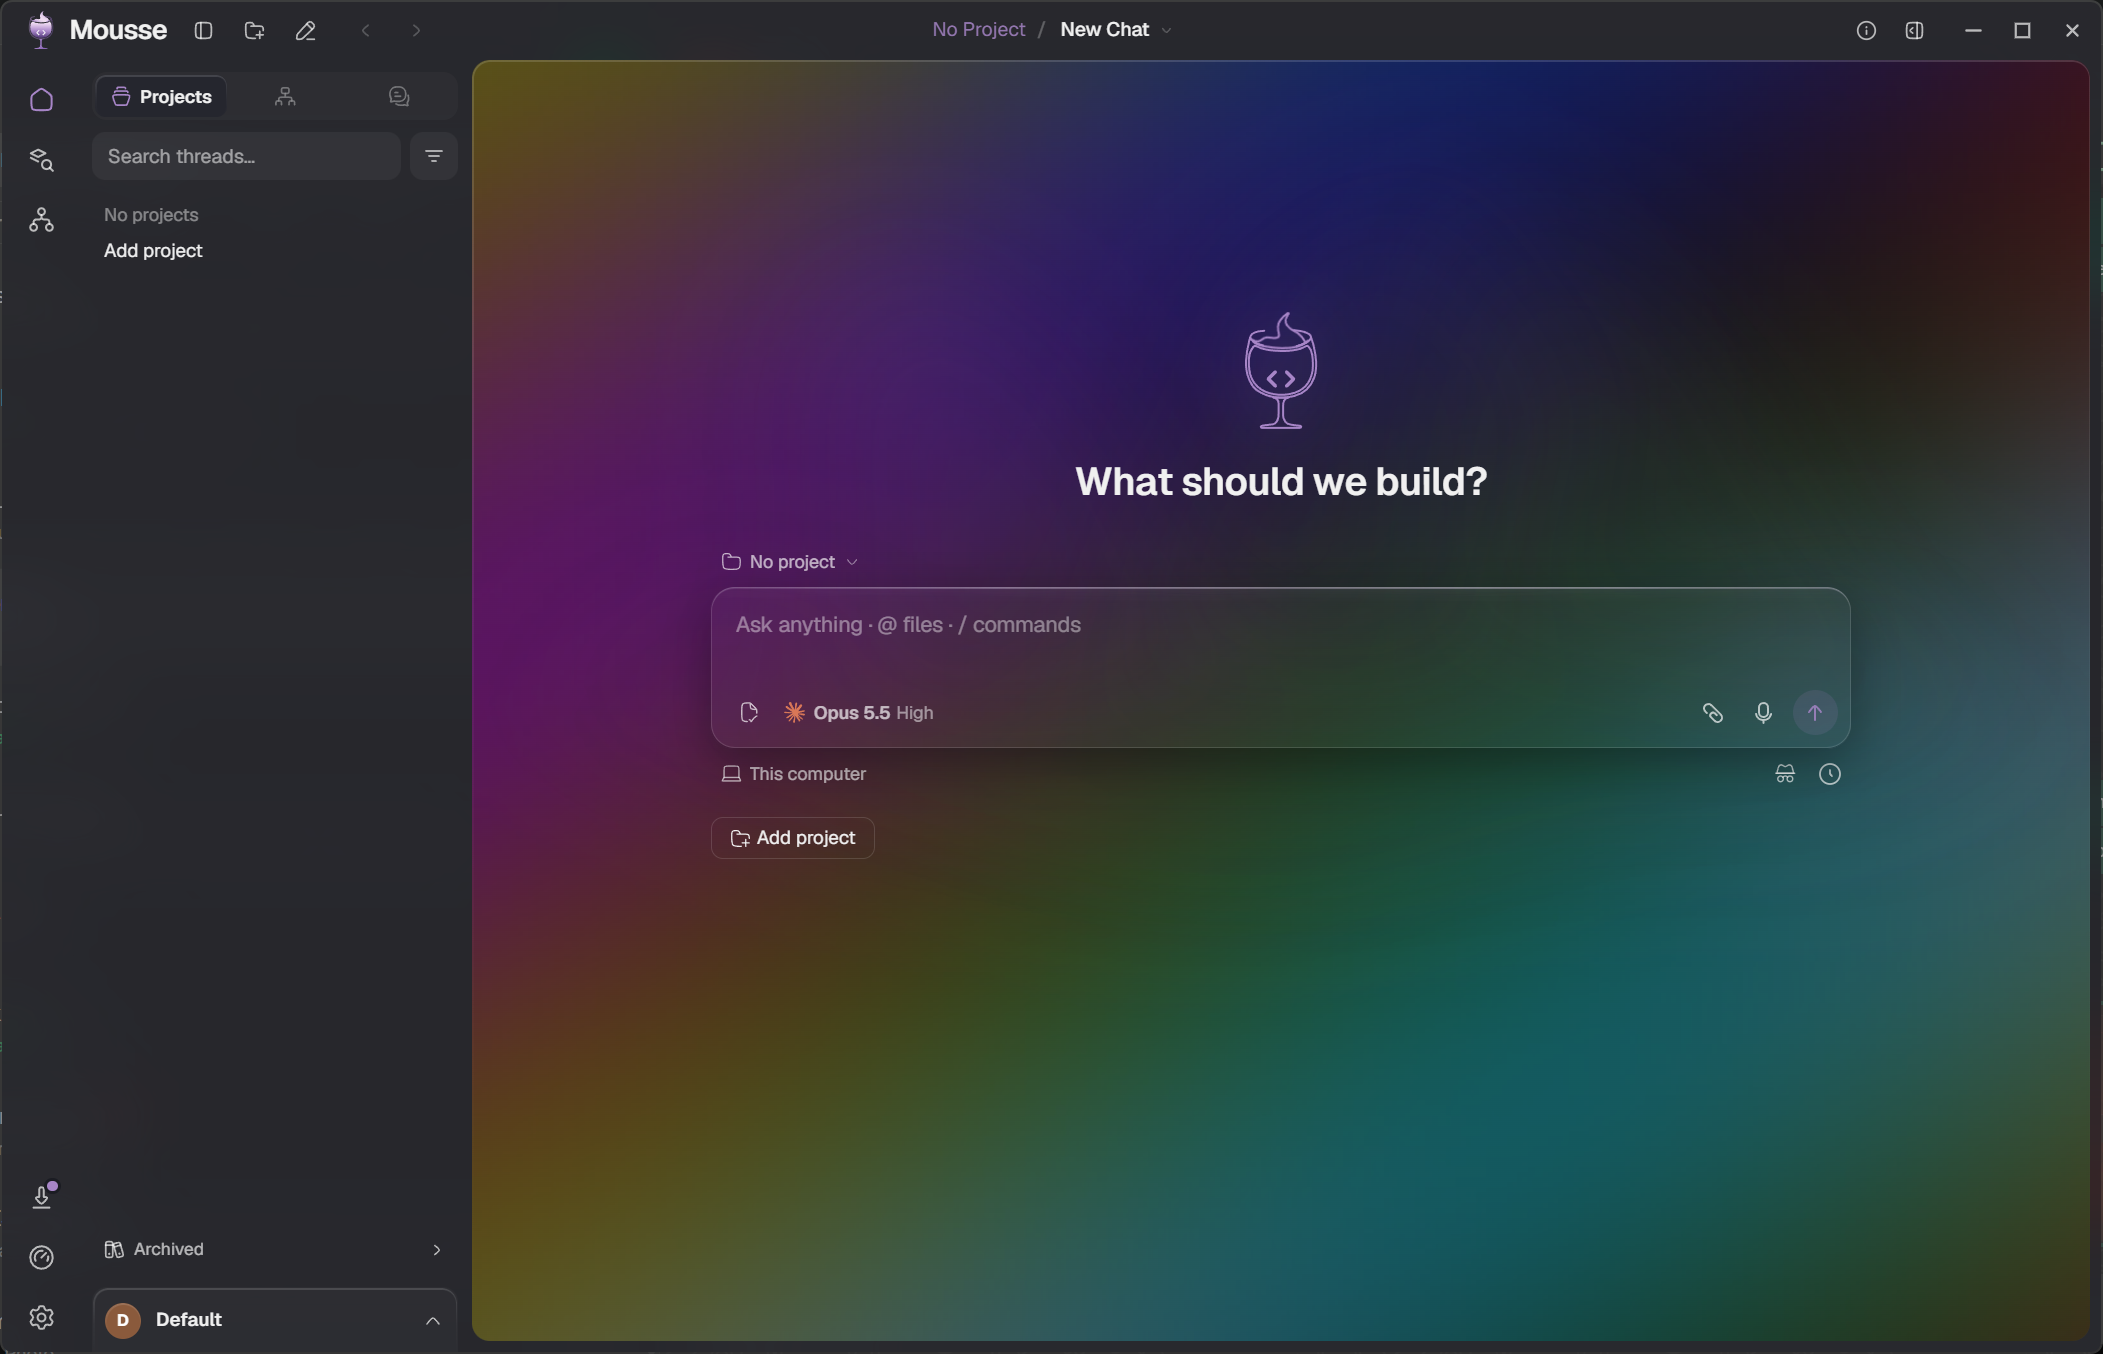 Mousse
No Project / New Chat
Projects
Search threads...
No projects
Add project
What should we build?
No project
Ask anything · @ files · / commands
Opus 5.5 High
This computer
Add project
Archived
D Default